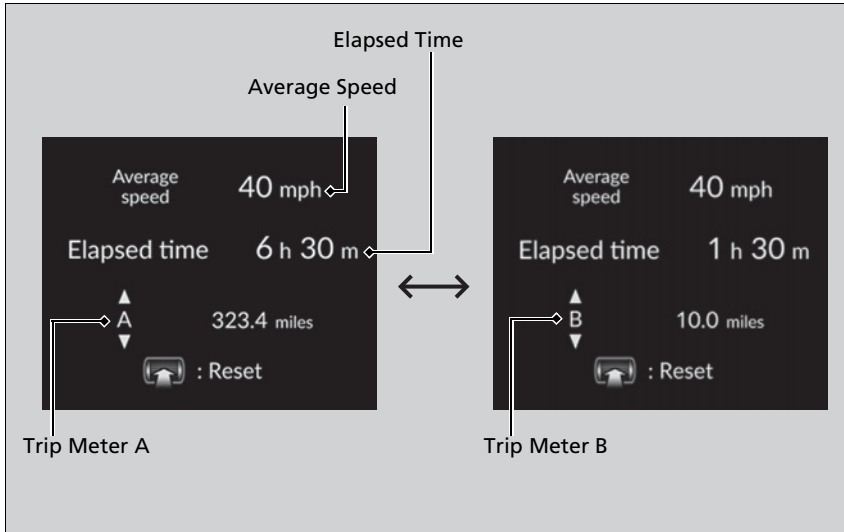 Elapsed Time
Average Speed
Average
speed
40 mph
Elapsed time 6 h 30 m
A 323.4 miles
: Reset
Average
speed
40 mph
Elapsed time 1 h 30 m
B 10.0 miles
: Reset
Trip Meter A
Trip Meter B